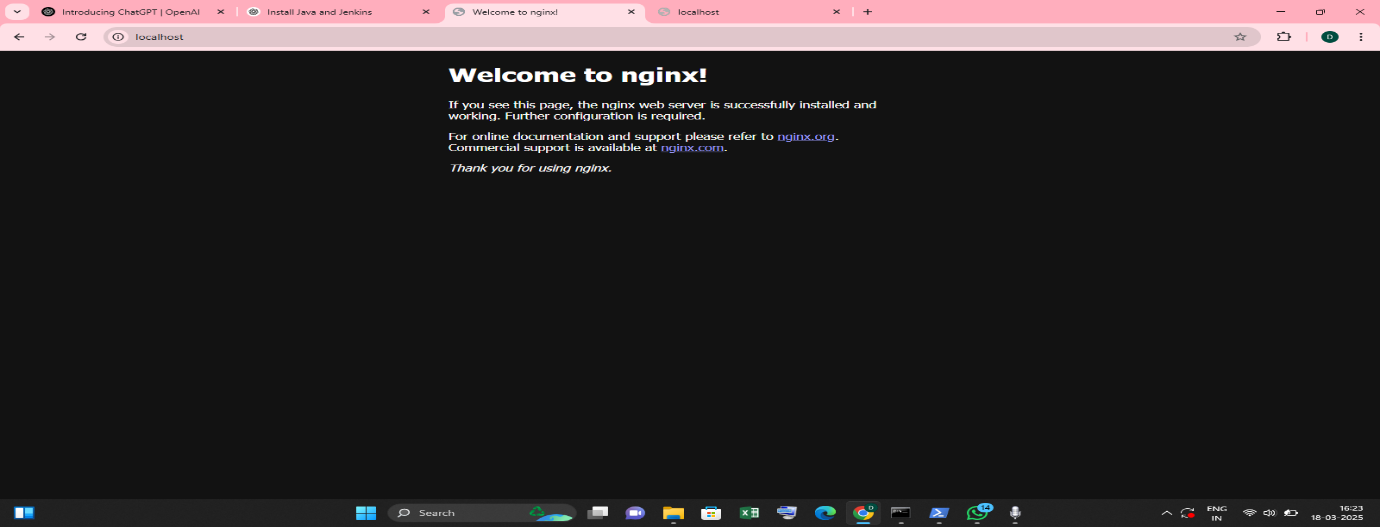 Introducing ChatGPT | OpenAI
Install Java and Jenkins
Welcome to nginx!
localhost
localhost
D
Welcome to nginx!
If you see this page, the nginx web server is successfully installed and
working. Further configuration is required.
For online documentation and support please refer to nginx.org.
Commercial support is available at nginx.com.
Thank you for using nginx.
Search
14
ENG
IN
16:23
18-03-2025